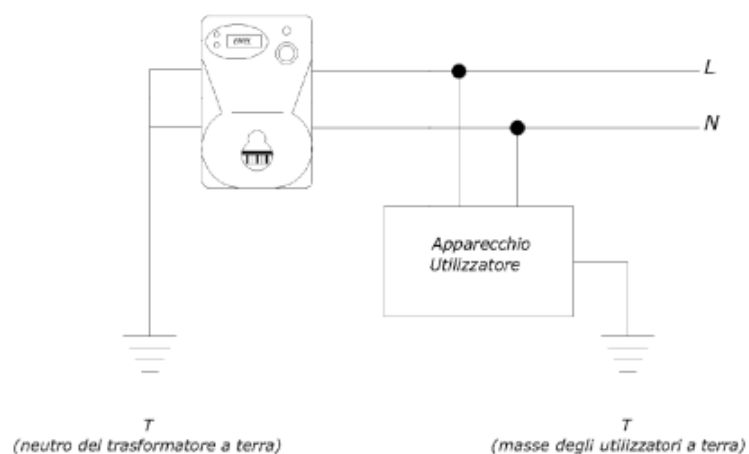 L
N
Apparecchio
Utilizzatore
T
(neutro del trasformatore a terra)
T
(masse degli utilizzatori a terra)